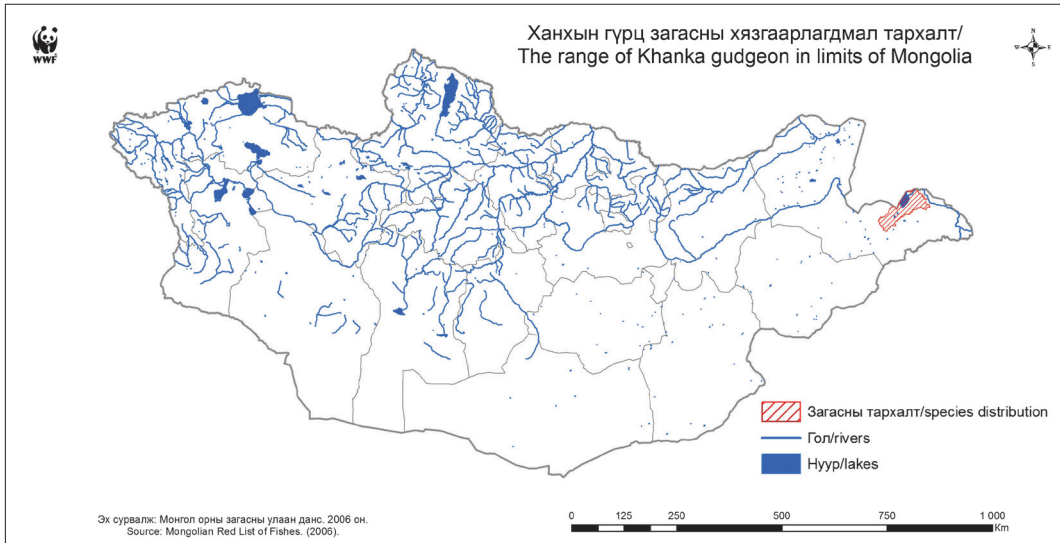 WWF
Ханхын гүрц загасны хязгаарлагдмал тархалт/
The range of Khanka gudgeon in limits of Mongolia
N
W E
S
Загасны тархалт/species distribution
Гол/rivers
Нуур/lakes
Эх сурвалж: Монгол орны загасны улаан данс. 2006 он.
Source: Mongolian Red List of Fishes. (2006).
0 125 250 500 750 1 000
Km